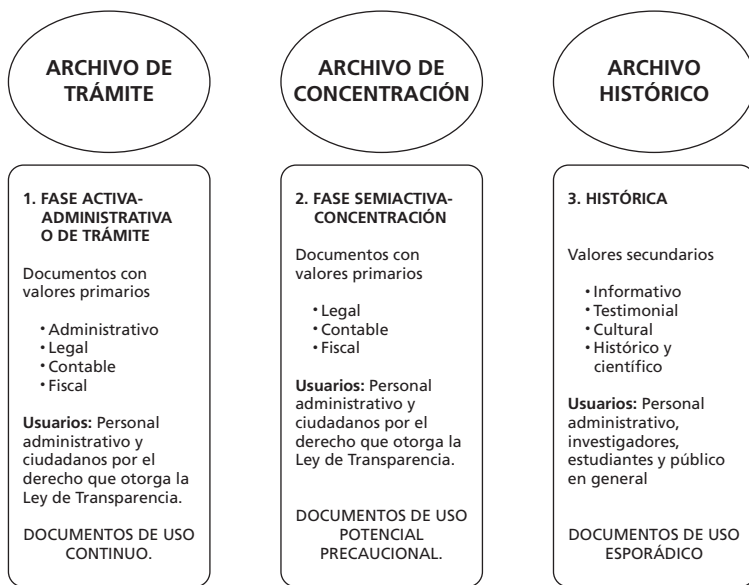 ARCHIVO DE
TRÁMITE
ARCHIVO DE
CONCENTRACIÓN
ARCHIVO
HISTÓRICO
1. FASE ACTIVA-
ADMINISTRATIVA
O DE TRÁMITE
Documentos con
valores primarios
• Administrativo
• Legal
• Contable
• Fiscal
Usuarios: Personal
administrativo y
ciudadanos por el
derecho que otorga la
Ley de Transparencia.
DOCUMENTOS DE USO
CONTINUO.
2. FASE SEMIACTIVA-
CONCENTRACIÓN
Documentos con
valores primarios
• Legal
• Contable
• Fiscal
Usuarios: Personal
administrativo y
ciudadanos por el
derecho que otorga la
Ley de Transparencia.
DOCUMENTOS DE USO
POTENCIAL
PRECAUCIONAL.
3. HISTÓRICA
Valores secundarios
• Informativo
• Testimonial
• Cultural
• Histórico y
científico
Usuarios: Personal
administrativo,
investigadores,
estudiantes y público
en general
DOCUMENTOS DE USO
ESPORÁDICO